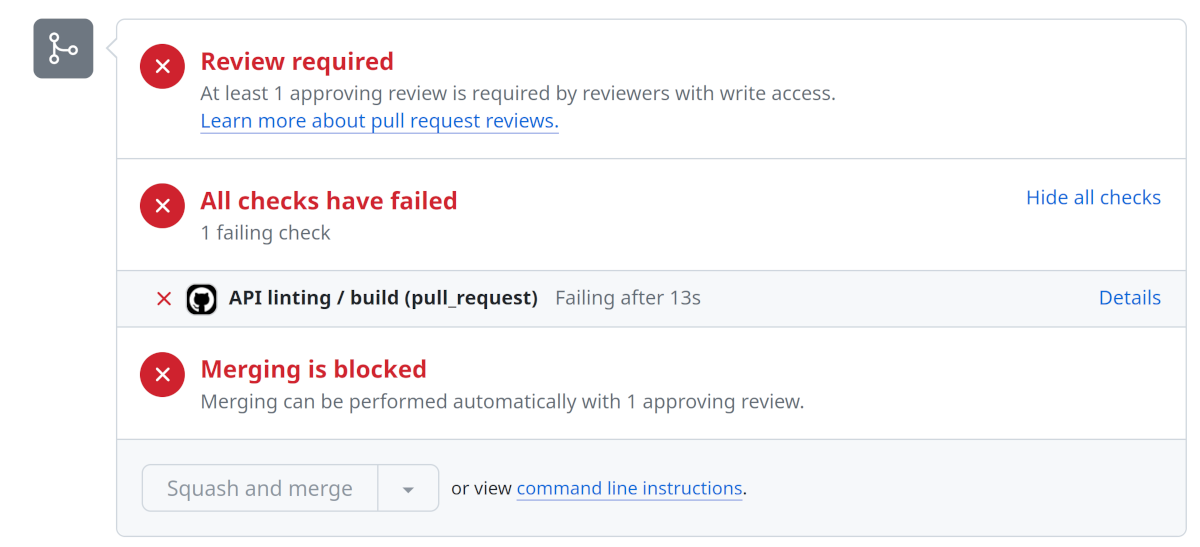 Review required
At least 1 approving review is required by reviewers with write access.
Learn more about pull request reviews.
All checks have failed
Hide all checks
1 failing check
API linting / build (pull_request) Failing after 13s
Details
Merging is blocked
Merging can be performed automatically with 1 approving review.
Squash and merge
or view command line instructions.